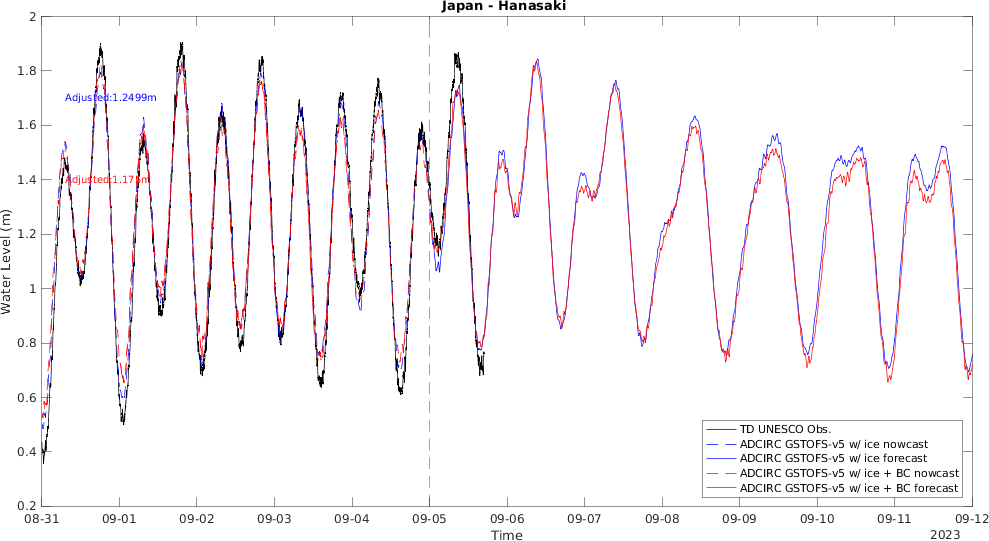 Japan - Hanasaki
2
1.8
1.6
1.4
1.2
1
0.8
0.6
0.4
0.2
Water Level (m)
Adjusted:1.2499m
08-31
09-01
09-02
09-03
09-04
09-05
09-06
09-07
09-08
09-09
09-10
09-11
09-12
Time
2023
TD UNESCO Obs.
ADCIRC GSTOFS-v5 w/ ice nowcast
ADCIRC GSTOFS-v5 w/ ice forecast
ADCIRC GSTOFS-v5 w/ ice + BC nowcast
ADCIRC GSTOFS-v5 w/ ice + BC forecast